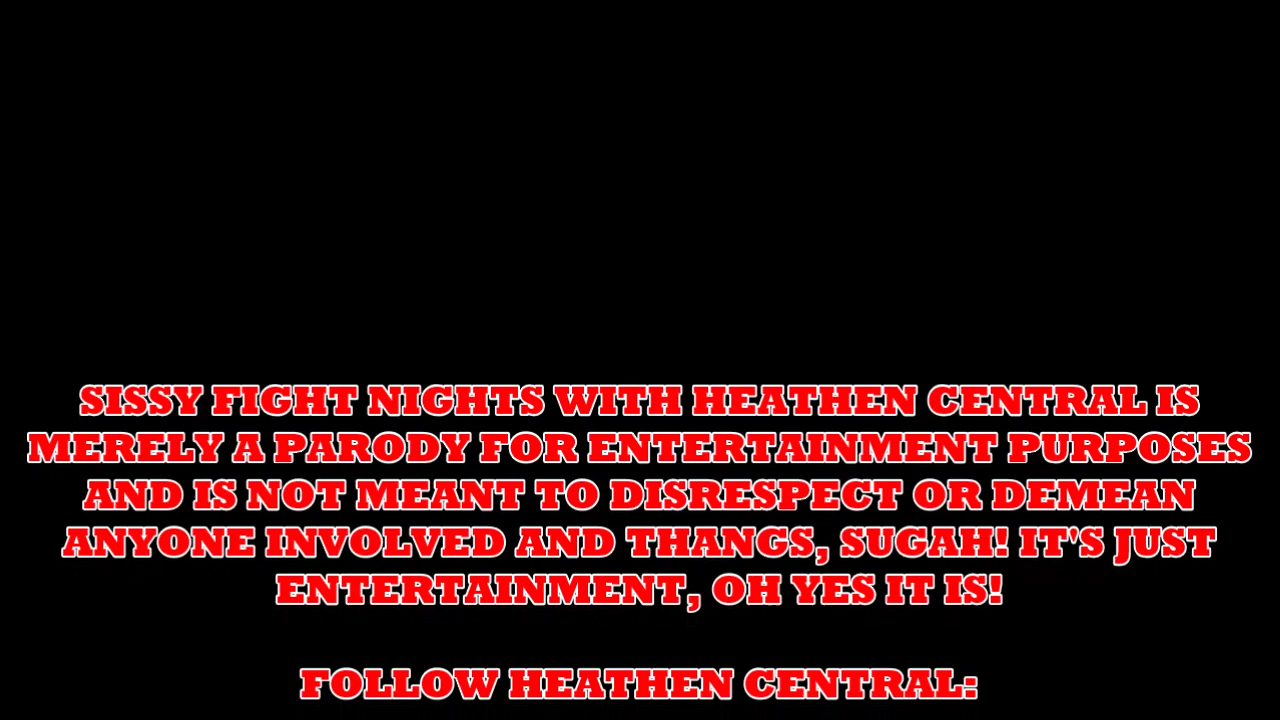 SISSY FIGHT NIGHTS WITH HEATHEN CENTRAL IS
MERELY A PARODY FOR ENTERTAINMENT PURPOSES
AND IS NOT MEANT TO DISRESPECT OR DEMEAN
ANYONE INVOLVED AND THANGS, SUGAH! IT'S JUST
ENTERTAINMENT, OH YES IT IS!
FOLLOW HEATHEN CENTRAL: